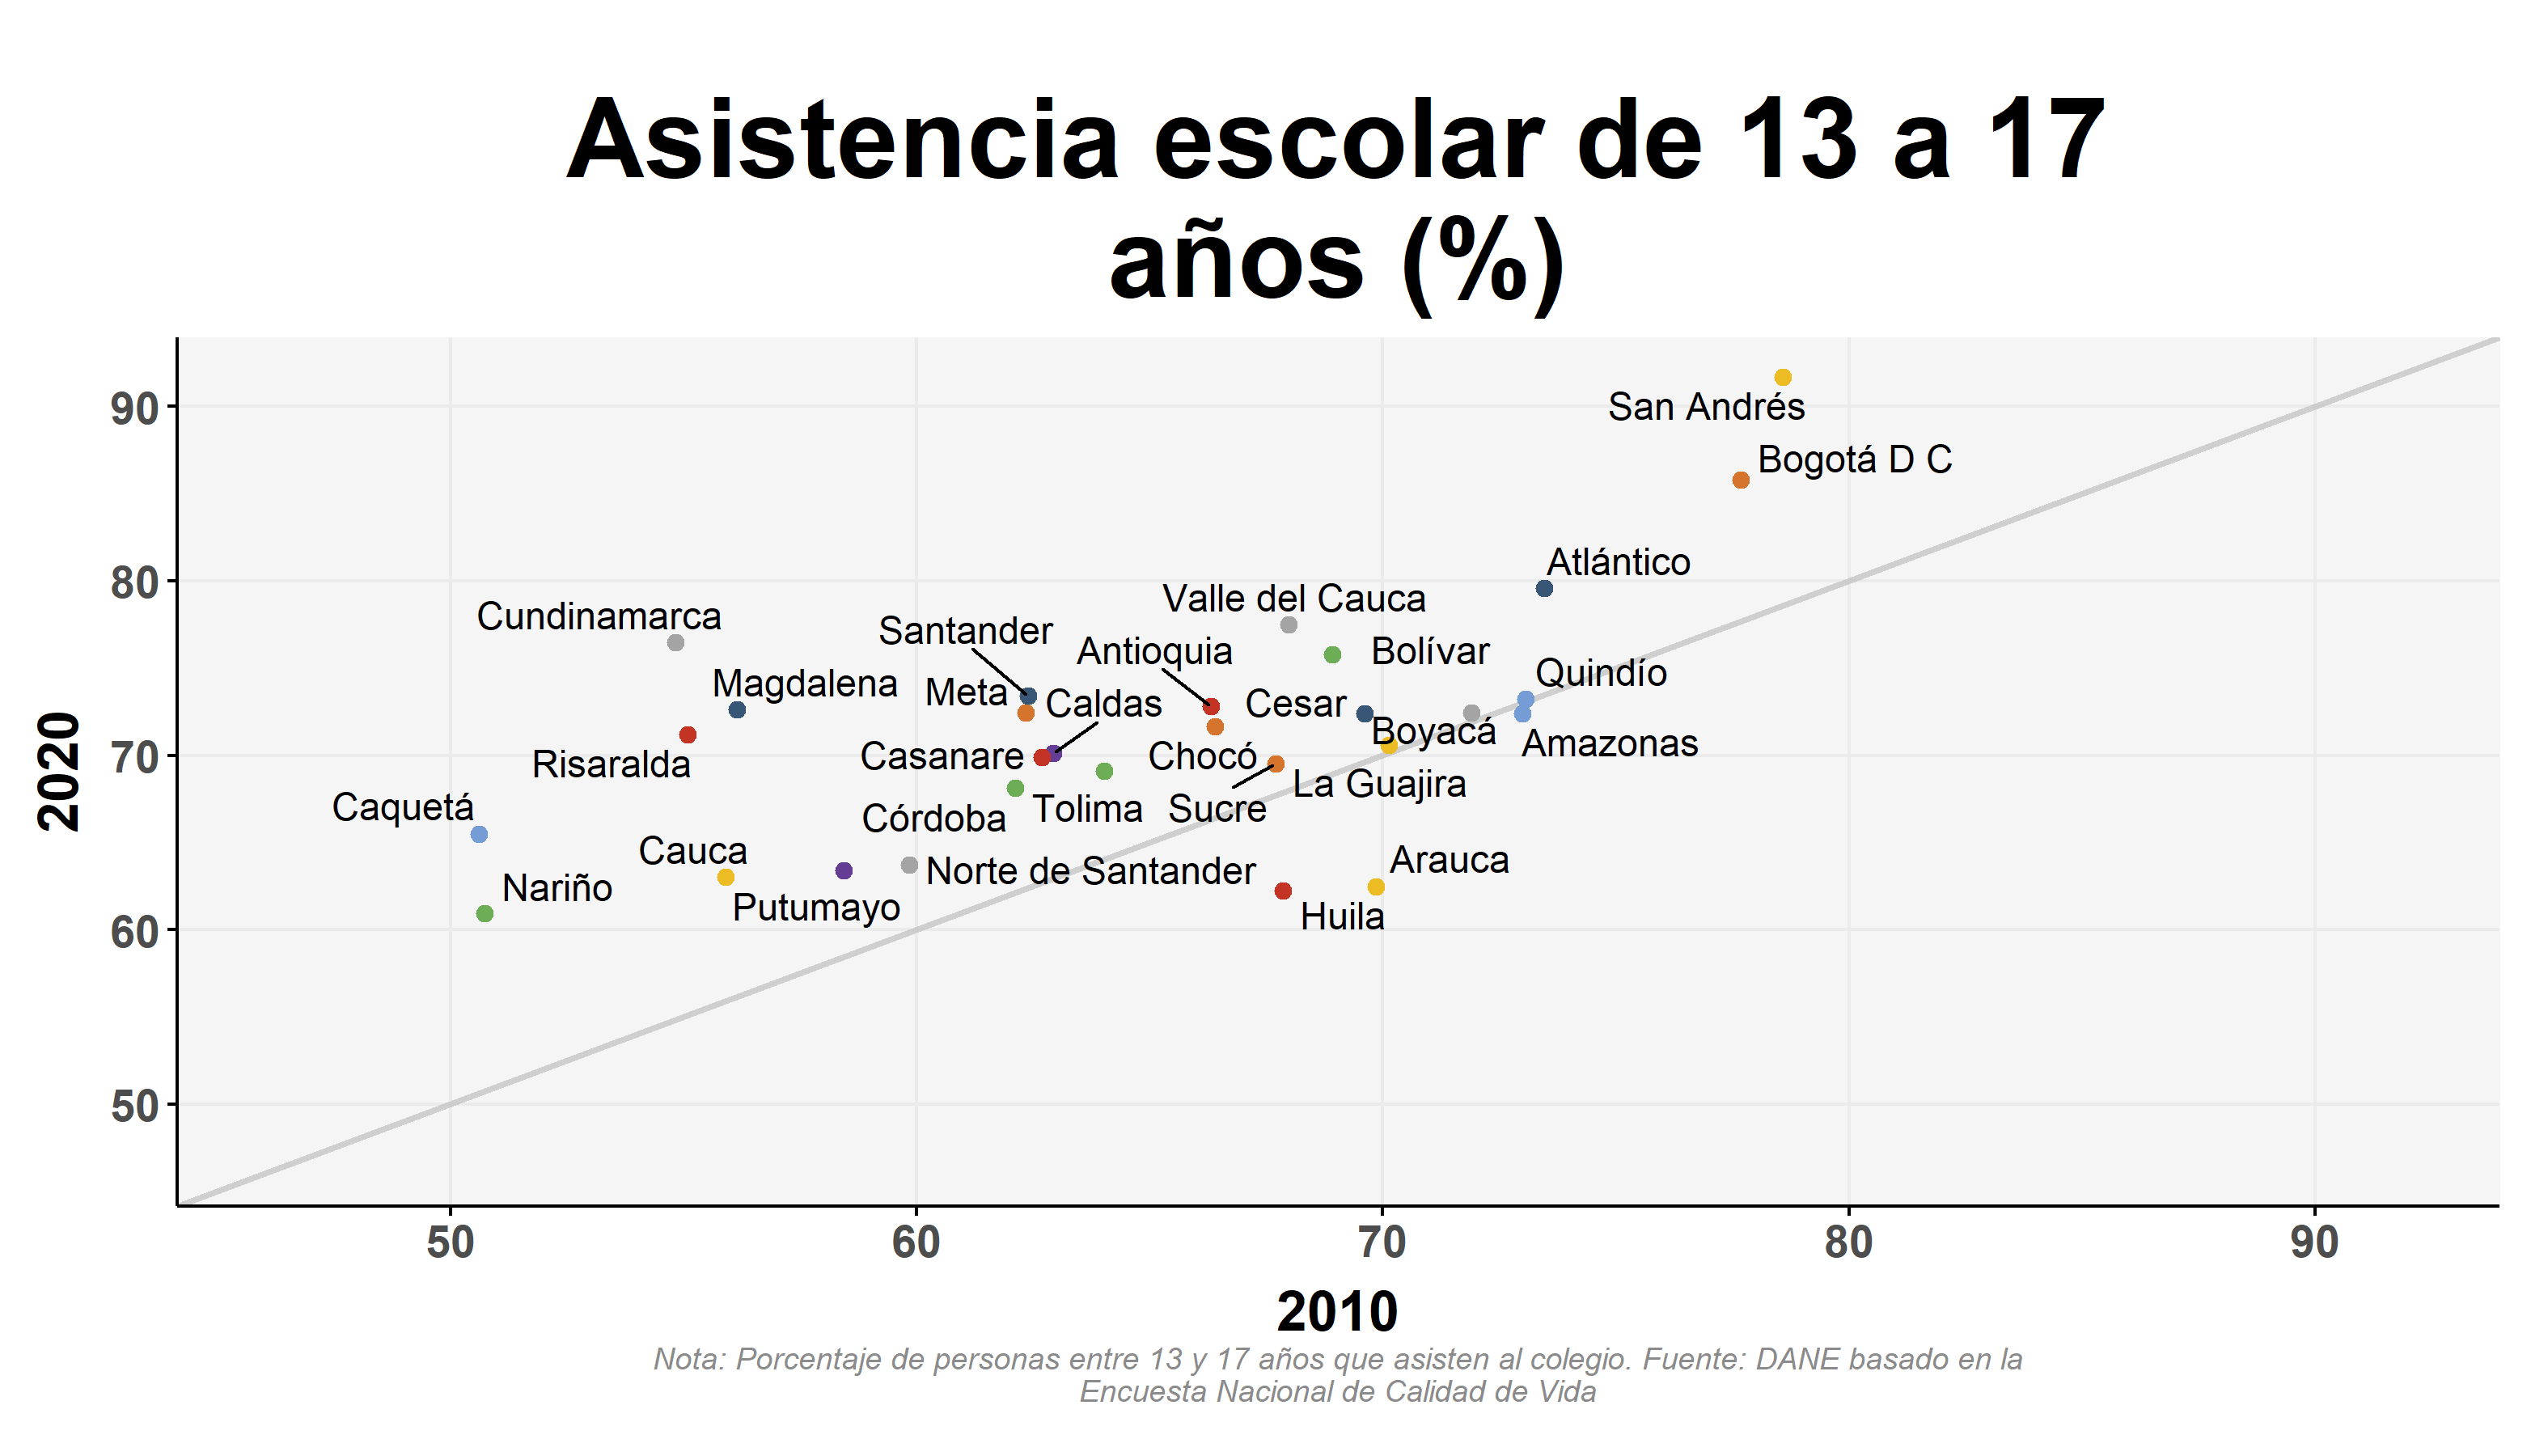 Asistencia escolar de 13 a 17
años (%)
90
San Andrés
Bogotá D C
80
Atlántico
Cundinamarca
Valle del Cauca
Santander
Antioquia
Bolívar
Quindío
Magdalena
Meta
Caldas
Cesar
Boyacá
Amazonas
70
Risaralda
Casanare
Chocó
La Guajira
Caquetá
Córdoba
Tolima
Sucre
Cauca
Norte de Santander
Arauca
Nariño
Putumayo
Huila
60
50
2020
50 60 70 80 90
2010
Nota: Porcentaje de personas entre 13 y 17 años que asisten al colegio. Fuente: DANE basado en la
Encuesta Nacional de Calidad de Vida